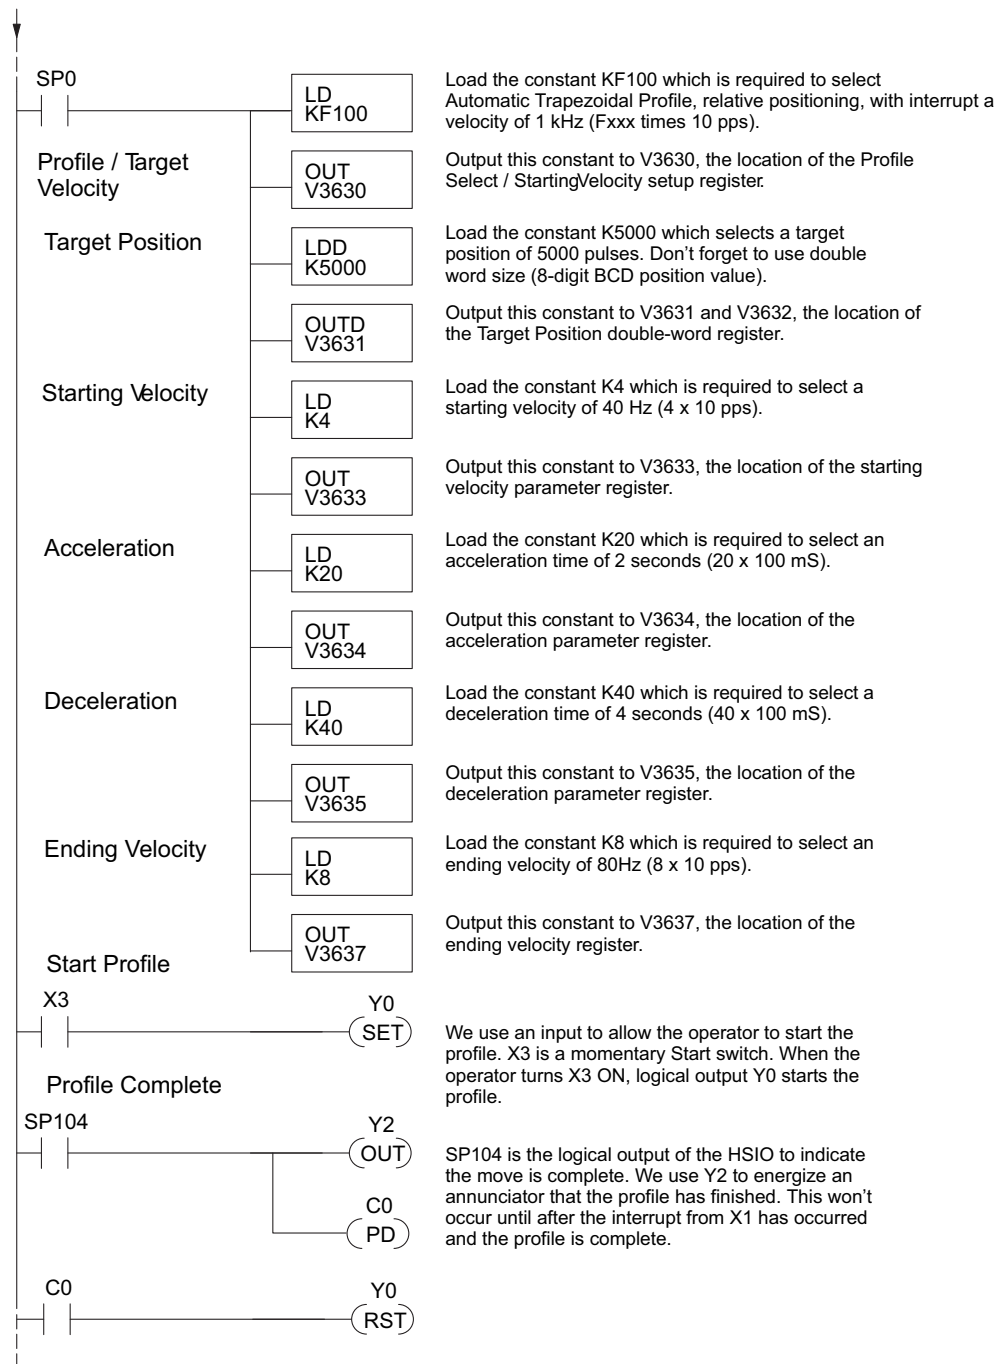 SP0
LD
KF100
Load the constant KF100 which is required to select
Automatic Trapezoidal Profile, relative positioning, with interrupt a
velocity of 1 kHz (Fxxx times 10 pps).
Profile / Target
Velocity
OUT
V3630
Output this constant to V3630, the location of the Profile
Select / StartingVelocity setup register.
Target Position
LDD
K5000
Load the constant K5000 which selects a target
position of 5000 pulses. Don't forget to use double
word size (8-digit BCD position value).
OUTD
V3631
Output this constant to V3631 and V3632, the location of
the Target Position double-word register.
Starting Velocity
LD
K4
Load the constant K4 which is required to select a
starting velocity of 40 Hz (4 x 10 pps).
OUT
V3633
Output this constant to V3633, the location of the starting
velocity parameter register.
Acceleration
LD
K20
Load the constant K20 which is required to select an
acceleration time of 2 seconds (20 x 100 mS).
OUT
V3634
Output this constant to V3634, the location of the
acceleration parameter register.
Deceleration
LD
K40
Load the constant K40 which is required to select a
deceleration time of 4 seconds (40 x 100 mS).
OUT
V3635
Output this constant to V3635, the location of the
deceleration parameter register.
Ending Velocity
LD
K8
Load the constant K8 which is required to select an
ending velocity of 80Hz (8 x 10 pps).
OUT
V3637
Output this constant to V3637, the location of the
ending velocity register.
Start Profile
X3
Y0
SET
We use an input to allow the operator to start the
profile. X3 is a momentary Start switch. When the
operator turns X3 ON, logical output Y0 starts the
profile.
Profile Complete
SP104
Y2
OUT
SP104 is the logical output of the HSIO to indicate
the move is complete. We use Y2 to energize an
annunciator that the profile has finished. This won't
occur until after the interrupt from X1 has occurred
and the profile is complete.
C0
PD
C0
Y0
RST